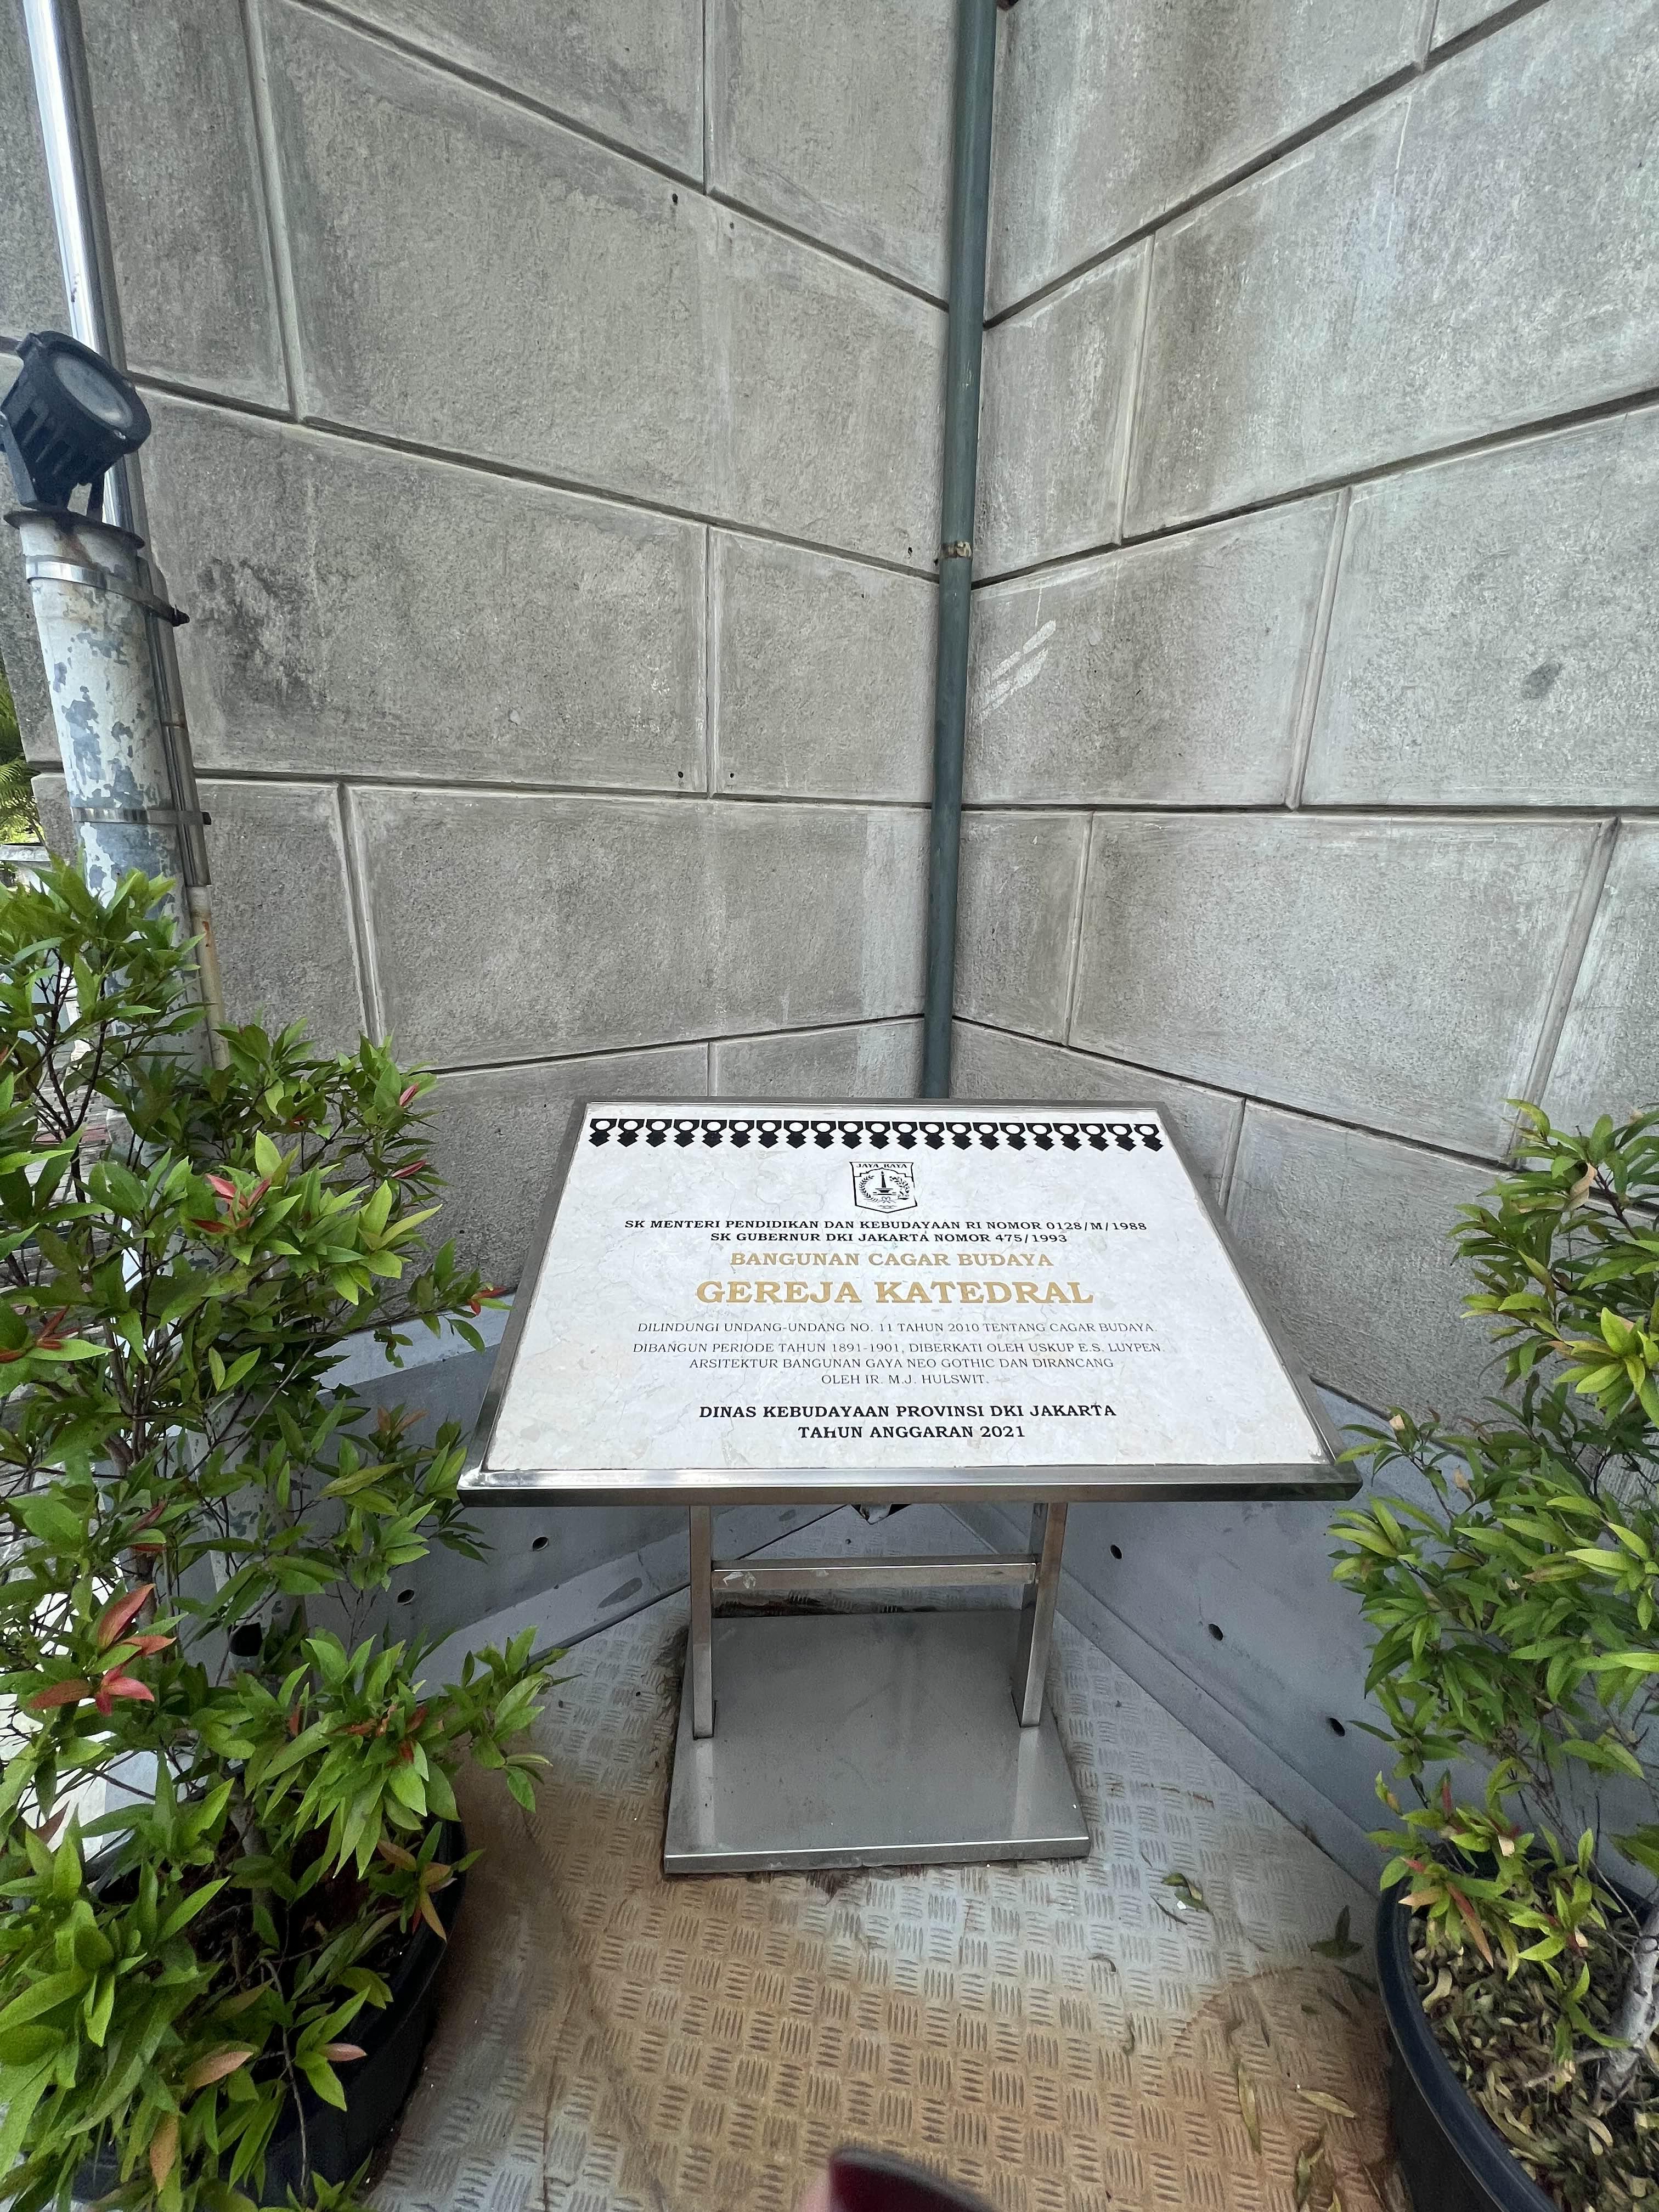 JAYA RAYA
SK MENTERI PENDIDIKAN DAN KEBUDAYAAN RI NOMOR 0128/M/1988
SK GUBERNUR DKI JAKARTA NOMOR 475/1993
BANGUNAN CAGAR BUDAYA
GEREJA KATEDRAL
DILINDUNGI UNDANG-UNDANG NO. 11 TAHUN 2010 TENTANG CAGAR BUDAYA.
DIBANGUN PERIODE TAHUN 1891-1901, DIBERKATI OLEH USKUP E.S. LUYPEN.
ARSITEKTUR BANGUNAN GAYA NEO GOTHIC DAN DIRANCANG
OLEH IR. M.J. HULSWIT.
DINAS KEBUDAYAAN PROVINSI DKI JAKARTA
TAHUN ANGGARAN 2021